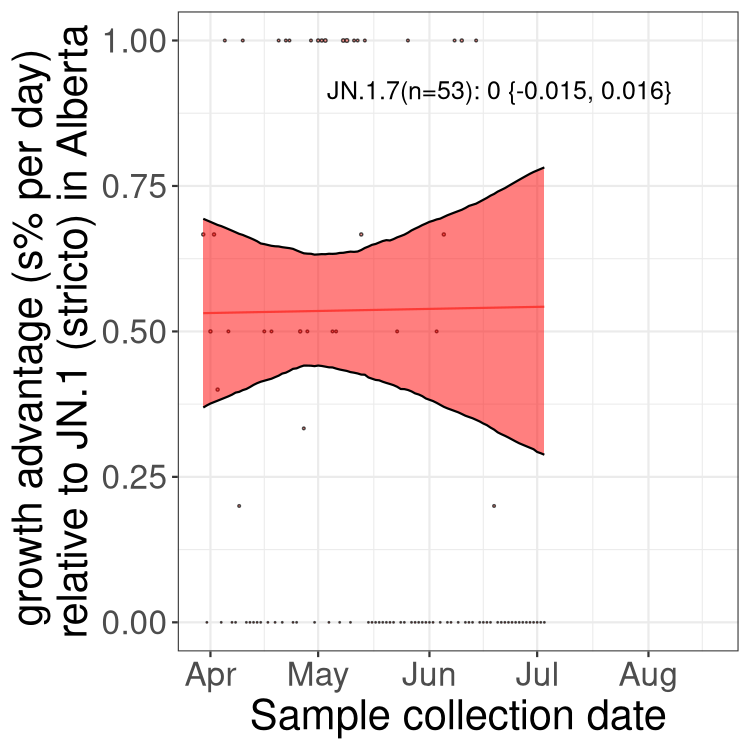 growth advantage (s% per day)
relative to JN.1 (stricto) in Alberta
1.00
0.75
0.50
0.25
0.00
JN.1.7(n=53): 0 {-0.015, 0.016}
Apr May Jun Jul Aug
Sample collection date